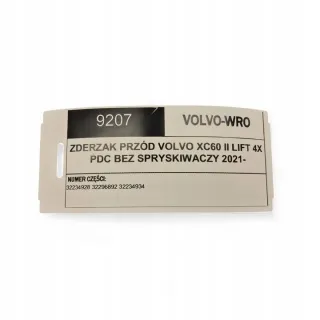 9207
VOLVO-WRO
ZDERZAK PRZÓD VOLVO XC60 II LIFT 4X
PDC BEZ SPRYSKIWACZY 2021-
NUMER CZĘŚCI:
32234928 32296892 32234934